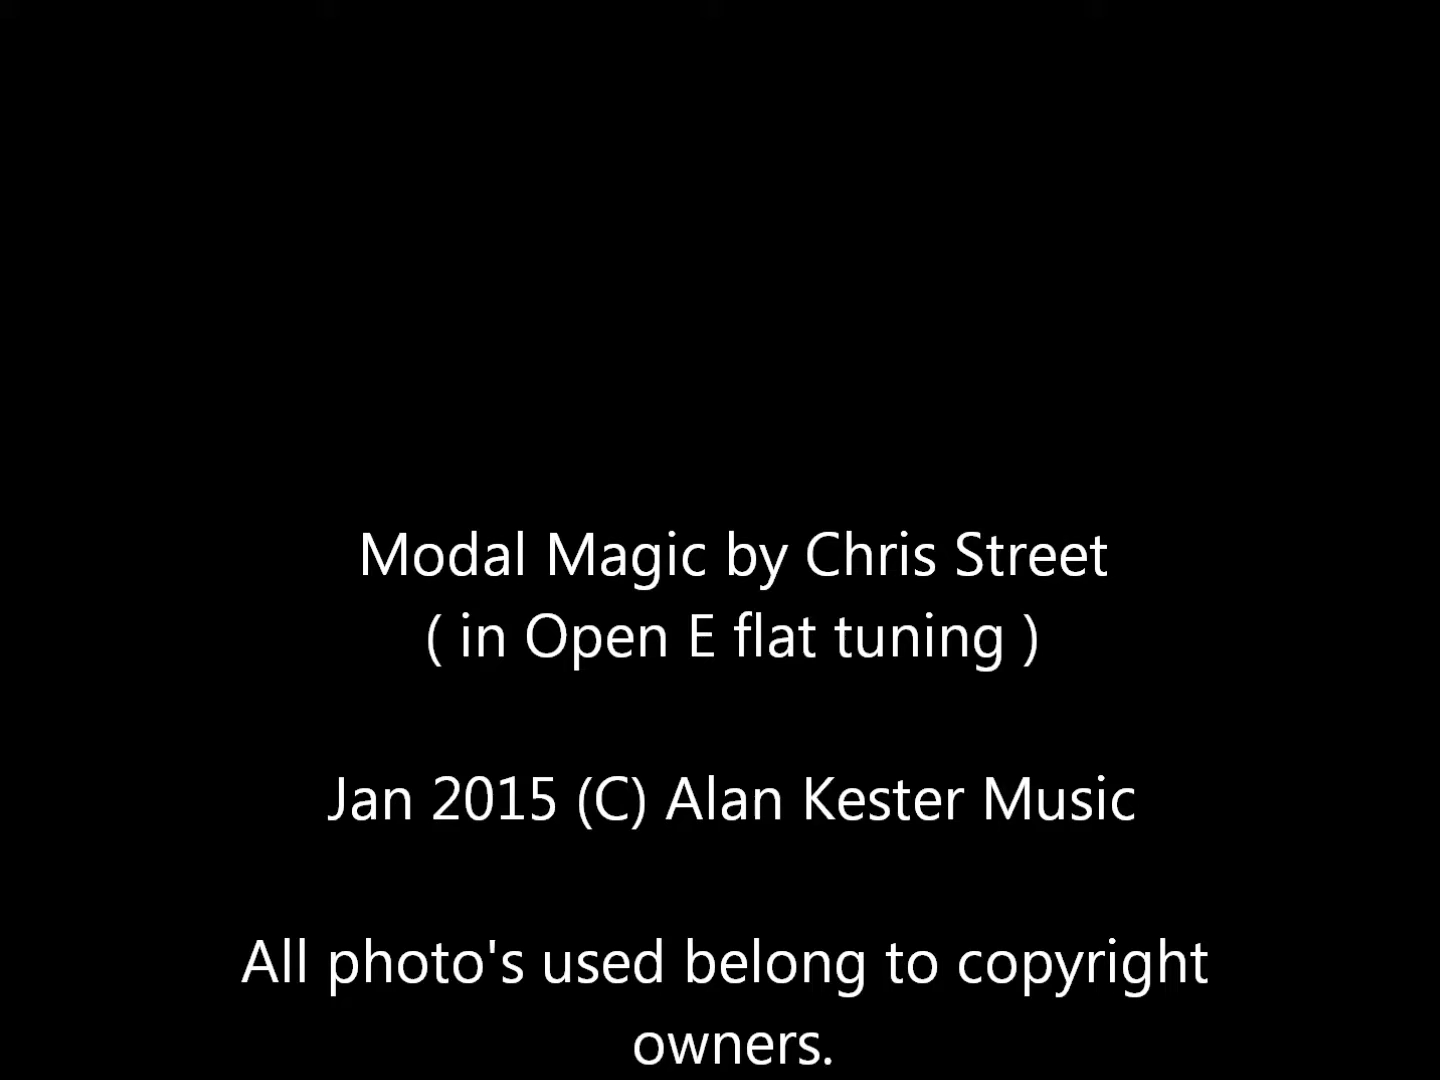 Modal Magic by Chris Street
( in Open E flat tuning )
Jan 2015 (C) Alan Kester Music
All photo's used belong to copyright
owners.